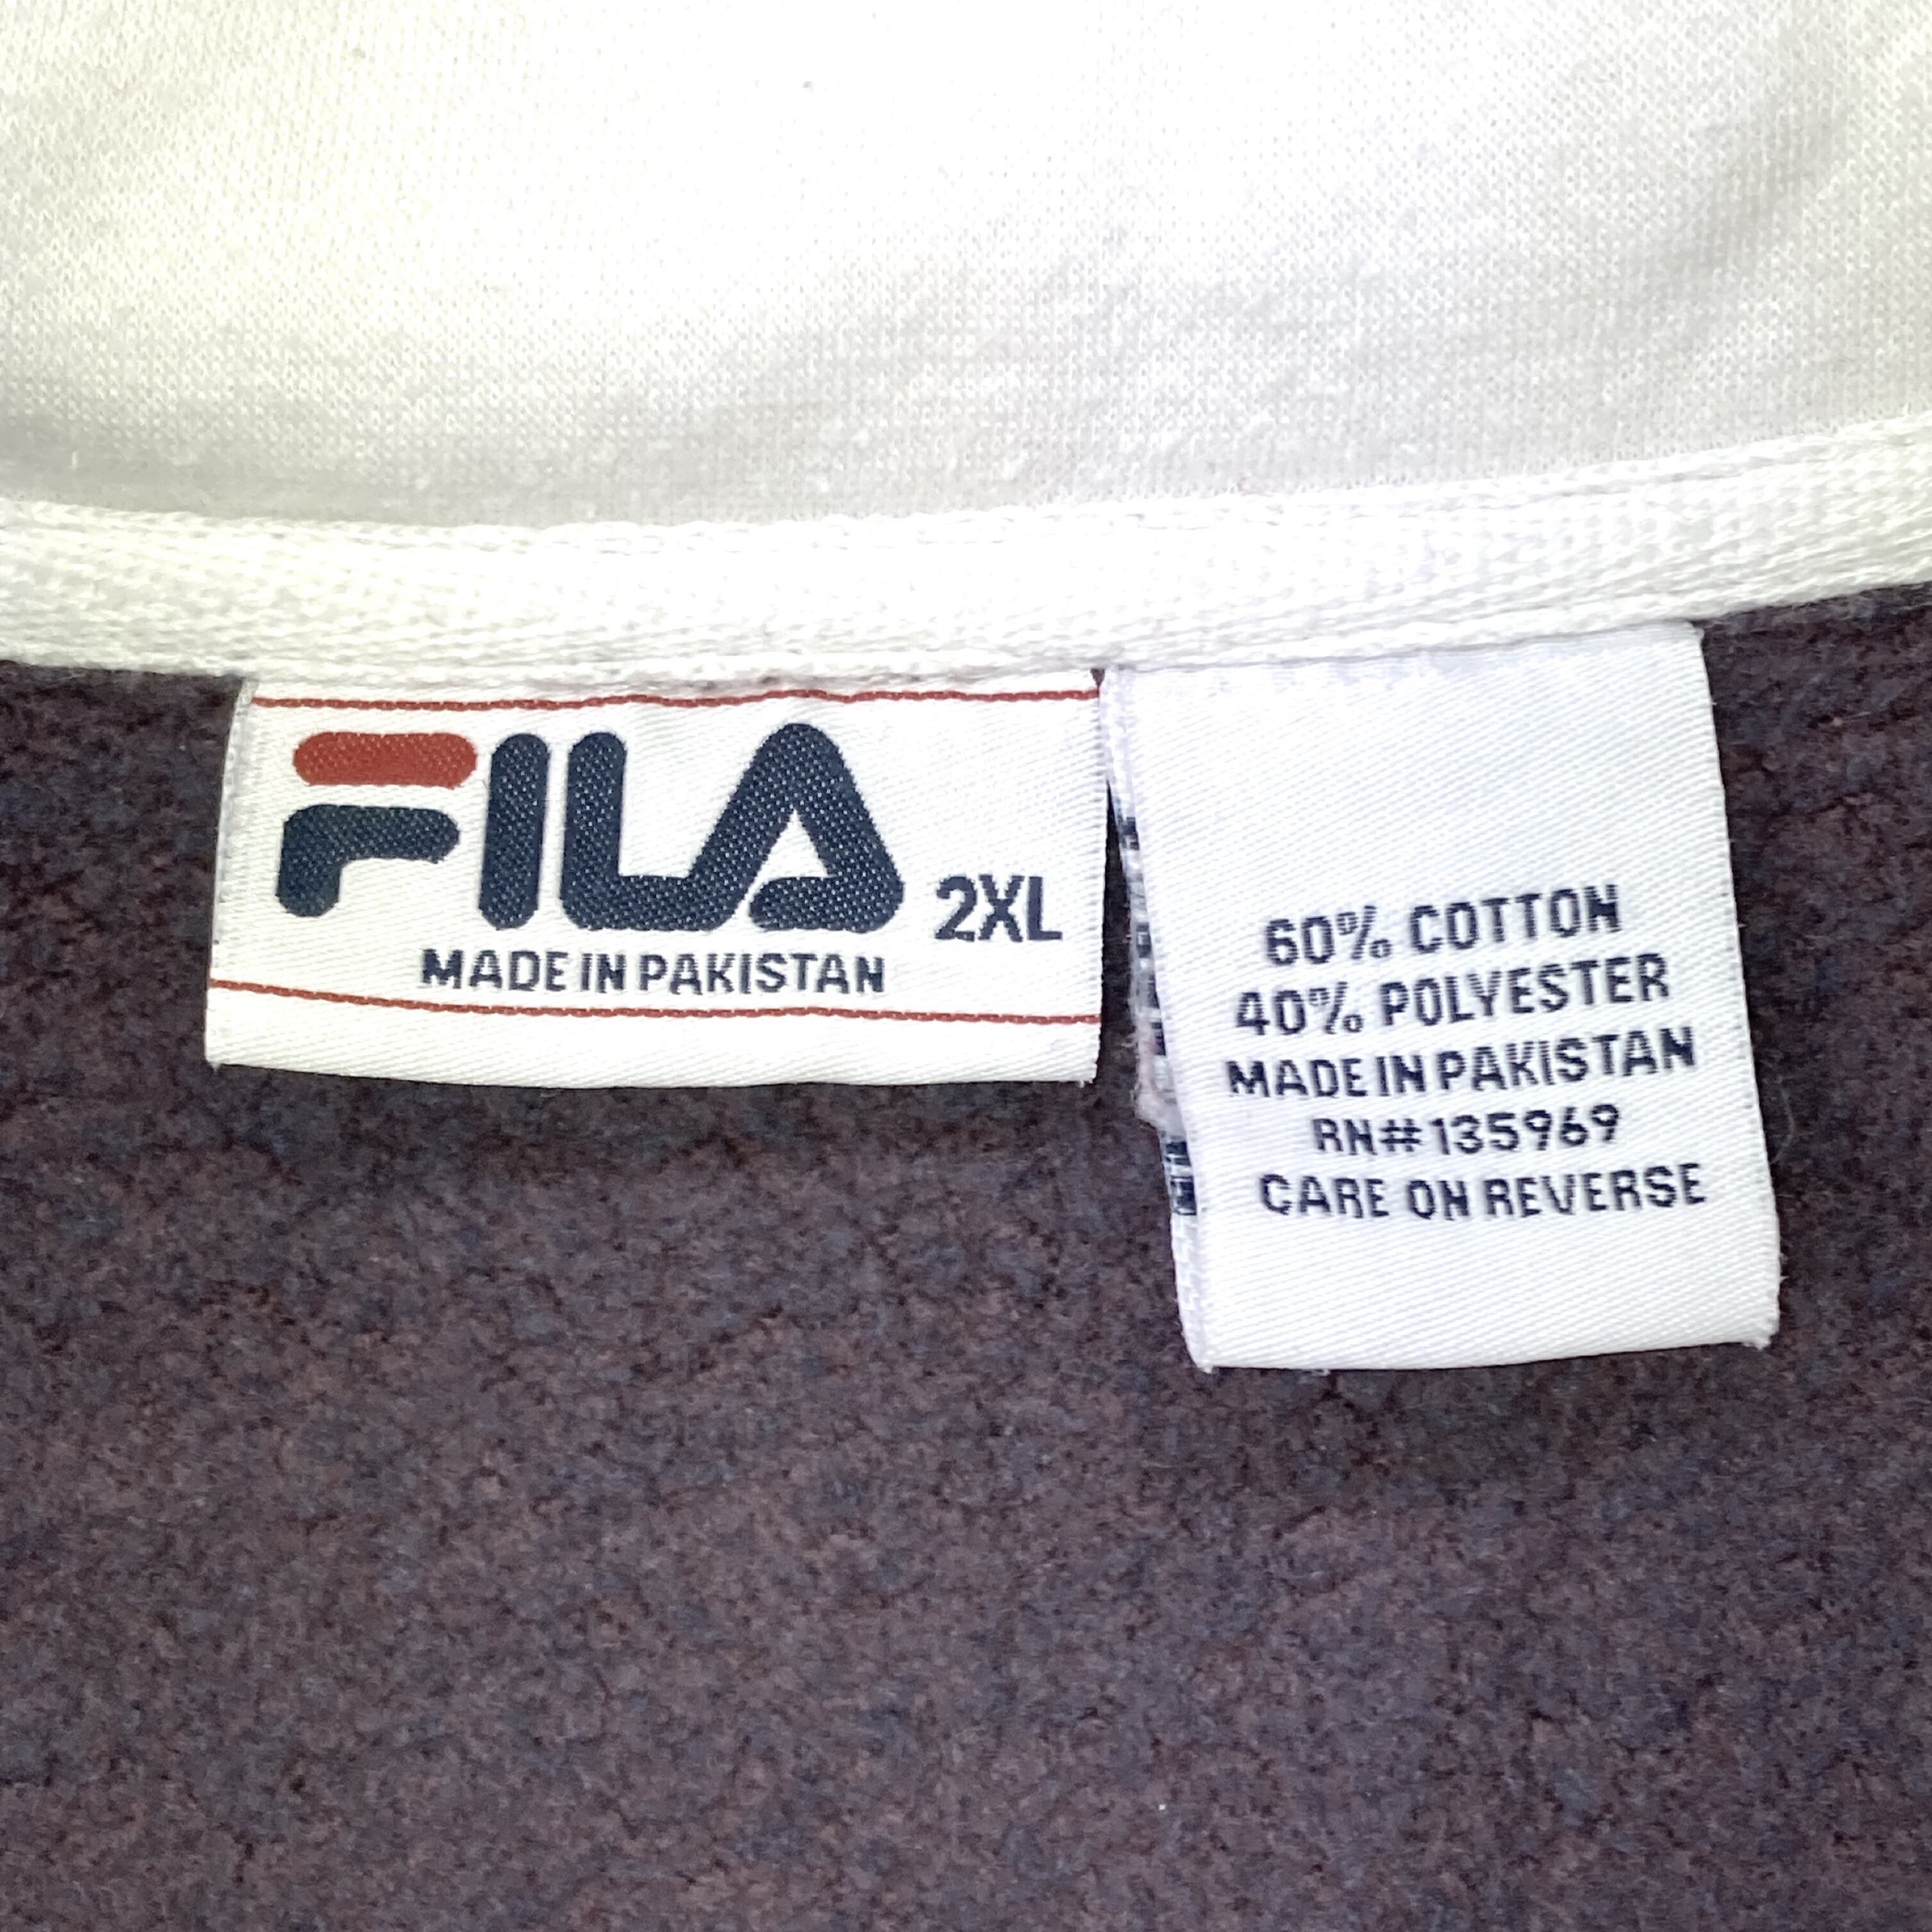 FILA 2XL
MADE IN PAKISTAN
60% COTTON
40% POLYESTER
MADE IN PAKISTAN
RN#135969
CARE ON REVERSE